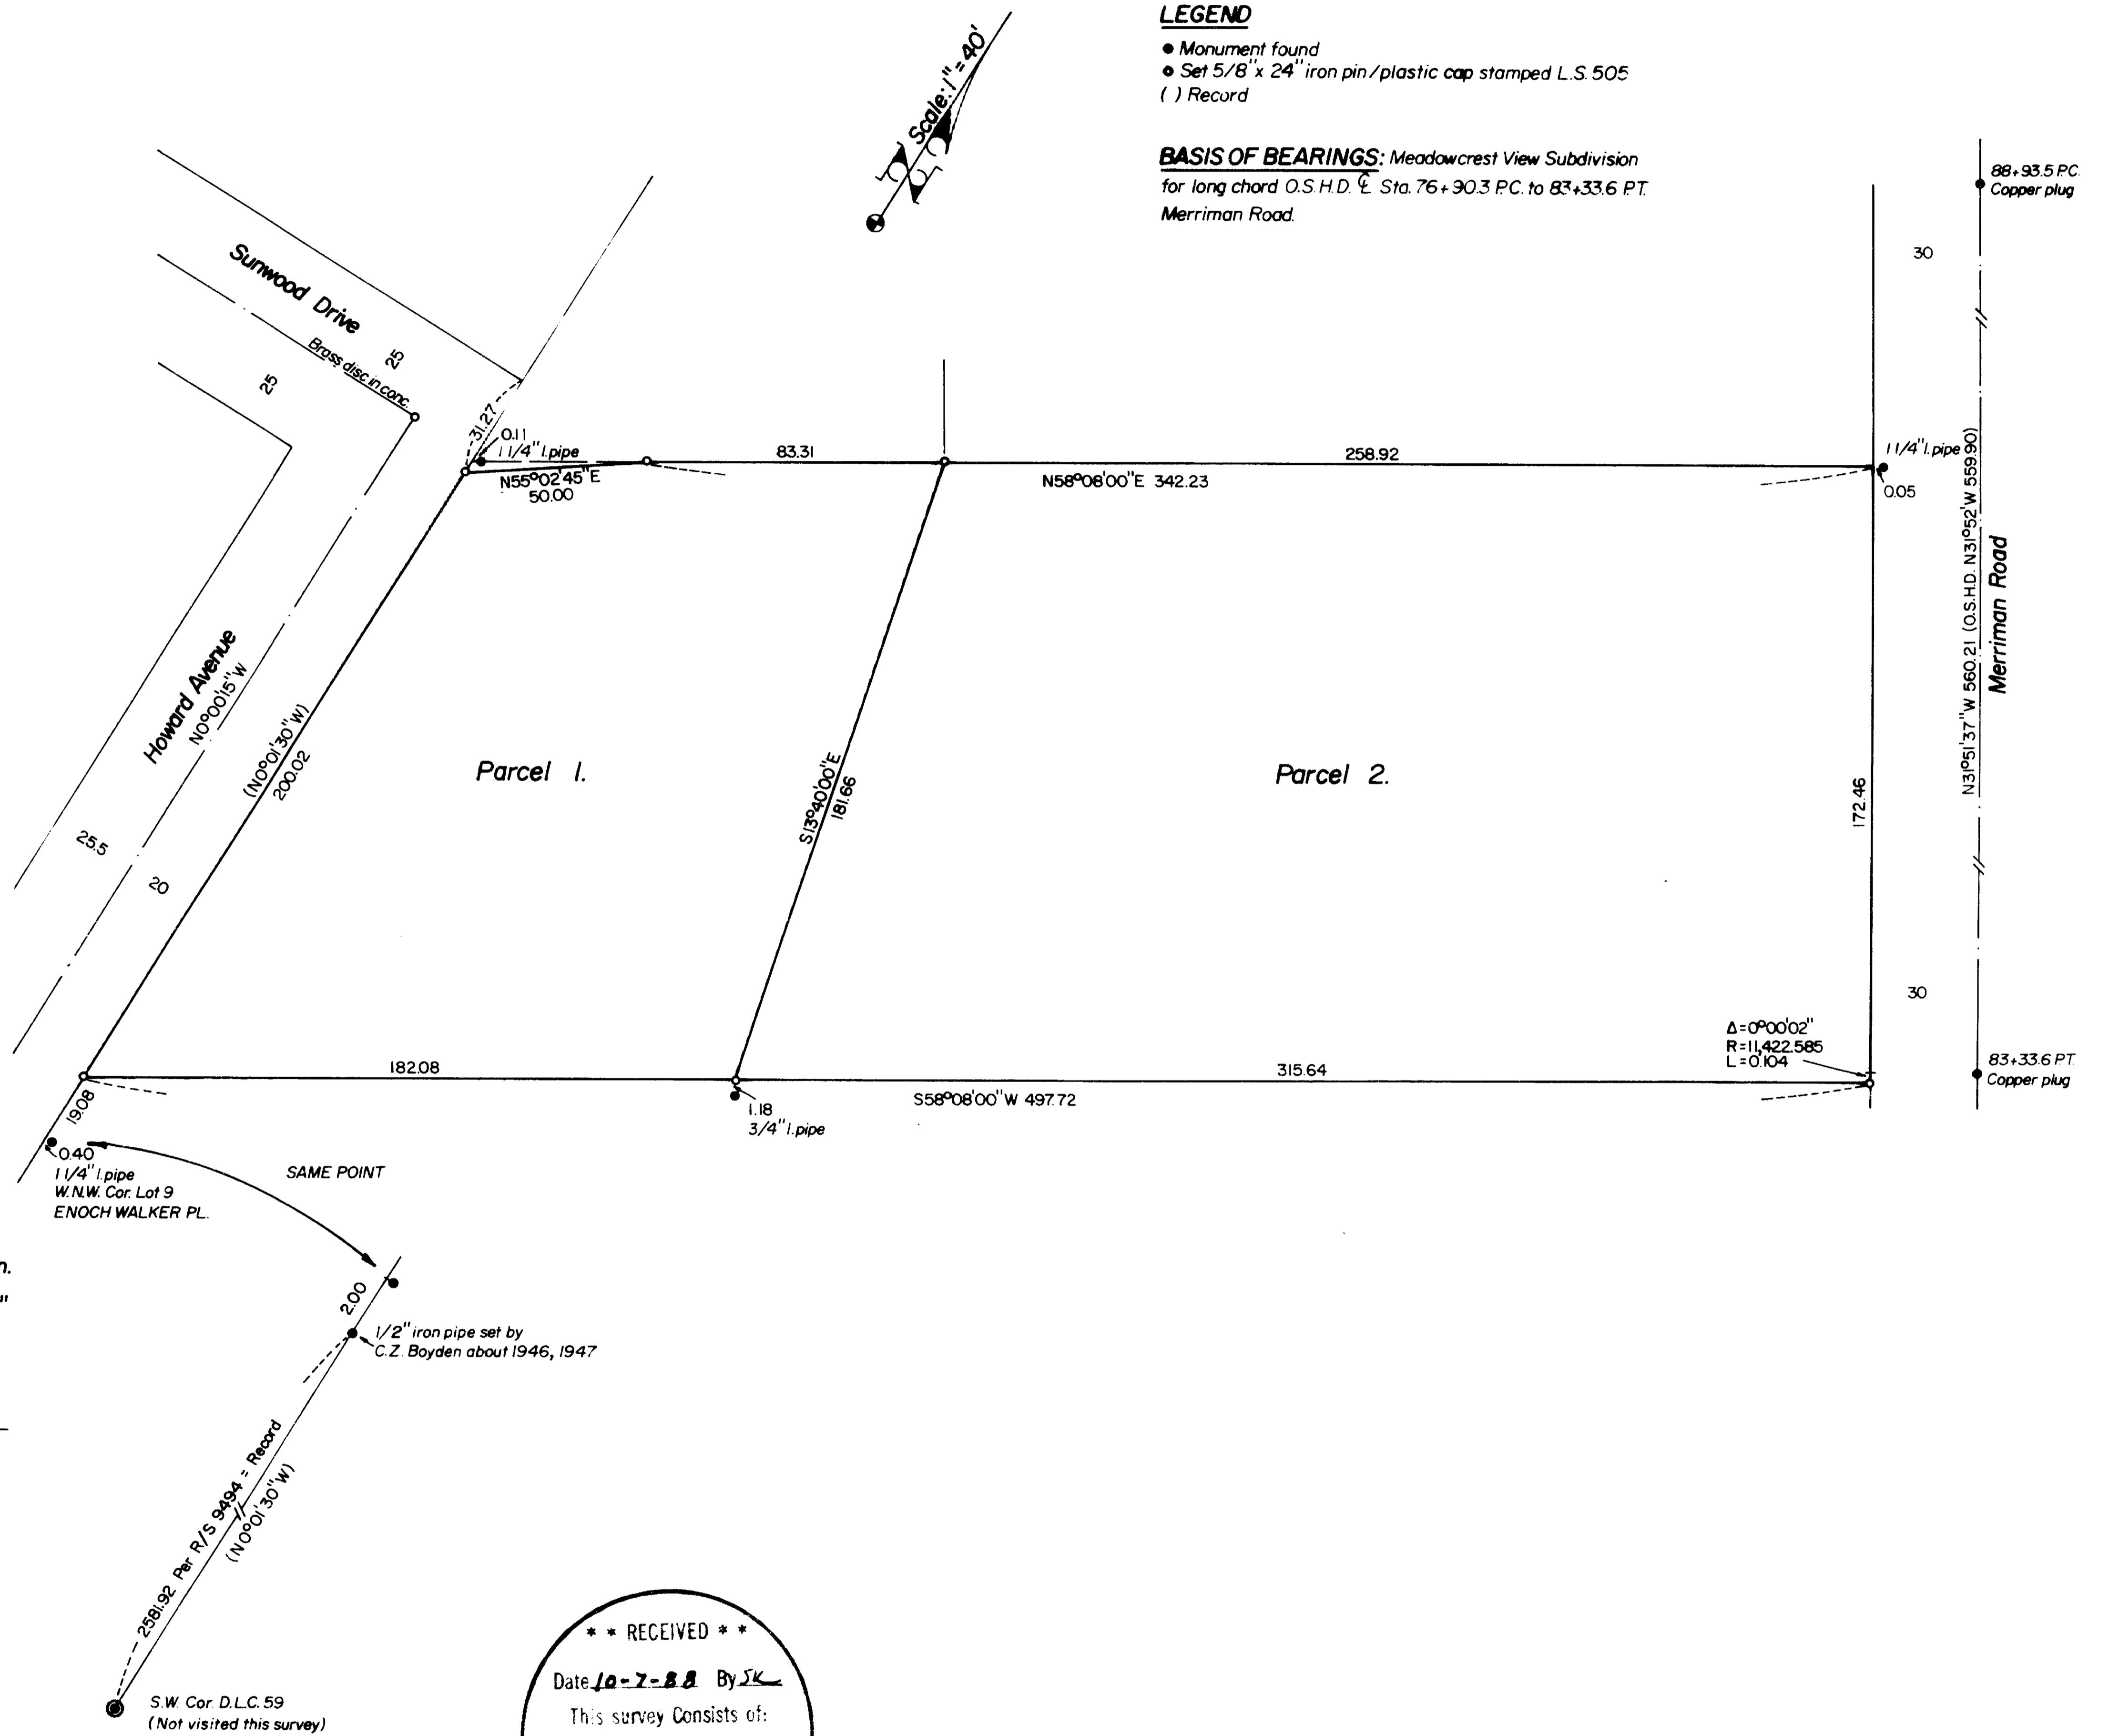 LEGEND
● Monument found
Set 5/8" x 24" iron pin/plastic cap stamped L.S. 505
( ) Record
BASIS OF BEARINGS: Meadowcrest View Subdivision
for long chord O.S.H.D. ℄ Sta. 76+90.3 P.C. to 83+33.6 P.T.
Merriman Road.
Scale: 1" = 40'
88+93.5 P.C.
Copper plug
30
Sunwood Drive
Brass disc in conc.
25
25
31.27
0.11
1 1/4" I. pipe
N55°02'45"E
50.00
83.31
258.92
N58°08'00"E 342.23
1 1/4" I. pipe
0.05
N31°51'37"W 560.21 (O.S.H.D. N31°52'W 559.90)
Merriman Road
Howard Avenue
N0°00'15"W
(N0°01'30"W)
200.02
Parcel 1.
S13°40'00"E
181.66
Parcel 2.
172.46
25.5
20
30
Δ=0°00'02"
R=11,422.585
L=0.104
83+33.6 P.T.
Copper plug
182.08
315.64
S58°08'00"W 497.72
1.18
3/4" I. pipe
19.08
0.40
1 1/4" I. pipe
W.N.W. Cor. Lot 9
ENOCH WALKER PL.
SAME POINT
n.
"
2.00
1/2" iron pipe set by
C.Z. Boyden about 1946, 1947
2581.92 Per R/S 9494 = Record
(N0°01'30"W)
S.W. Cor. D.L.C. 59
(Not visited this survey)
* * RECEIVED * *
Date 10-7-88 By JK
This survey Consists of: